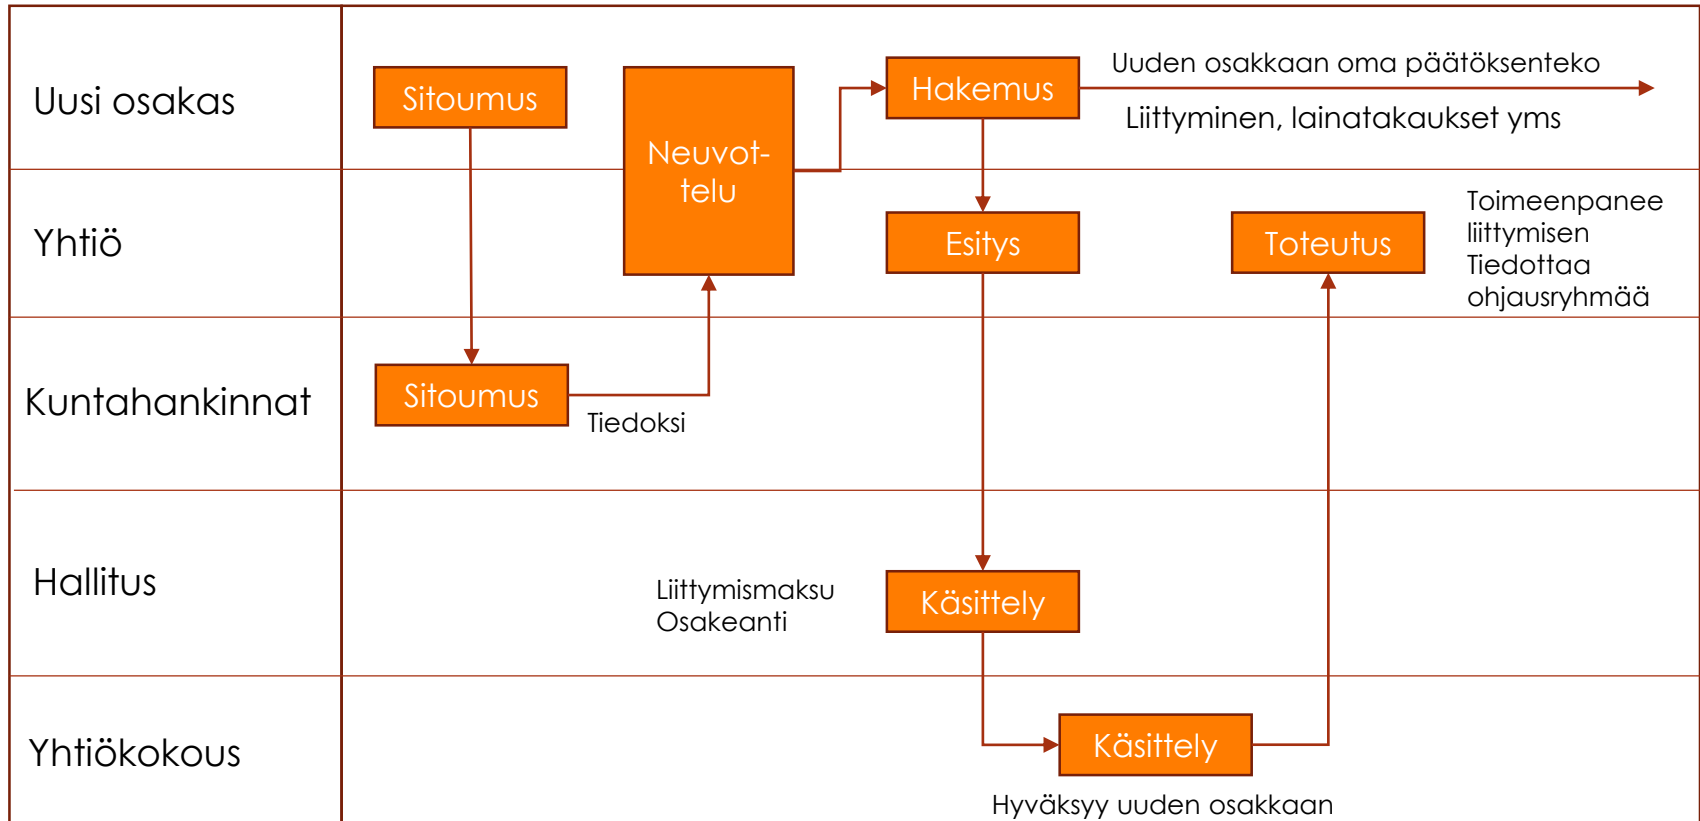 Uusi osakas
Sitoumus
Neuvot-
telu
Hakemus
Uuden osakkaan oma päätöksenteko
Liittyminen, lainatakaukset yms
Yhtiö
Esitys
Toteutus
Toimeenpanee
liittymisen
Tiedottaa
ohjausryhmää
Kuntahankinnat
Sitoumus
Tiedoksi
Hallitus
Liittymismaksu
Osakeanti
Käsittely
Yhtiökokous
Käsittely
Hyväksyy uuden osakkaan